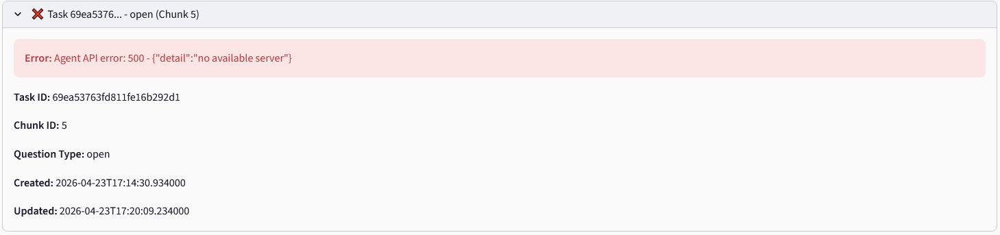 Task 69ea5376... - open (Chunk 5)
Error: Agent API error: 500 - {"detail":"no available server"}
Task ID: 69ea53763fd811fe16b292d1
Chunk ID: 5
Question Type: open
Created: 2026-04-23T17:14:30.934000
Updated: 2026-04-23T17:20:09.234000